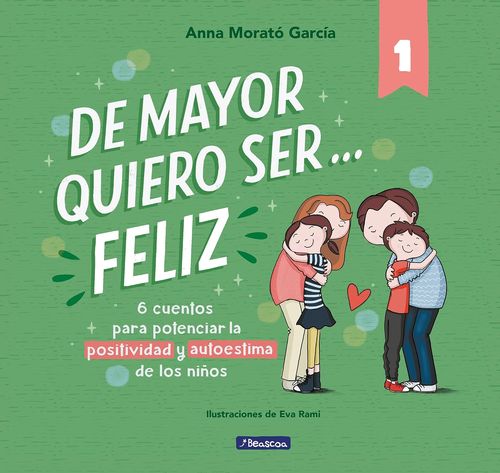 Anna Morató García
1
DE MAYOR
QUIERO SER...
FELIZ
6 cuentos
para potenciar la
positividad y autoestima
de los niños
Ilustraciones de Eva Rami
Beascoa